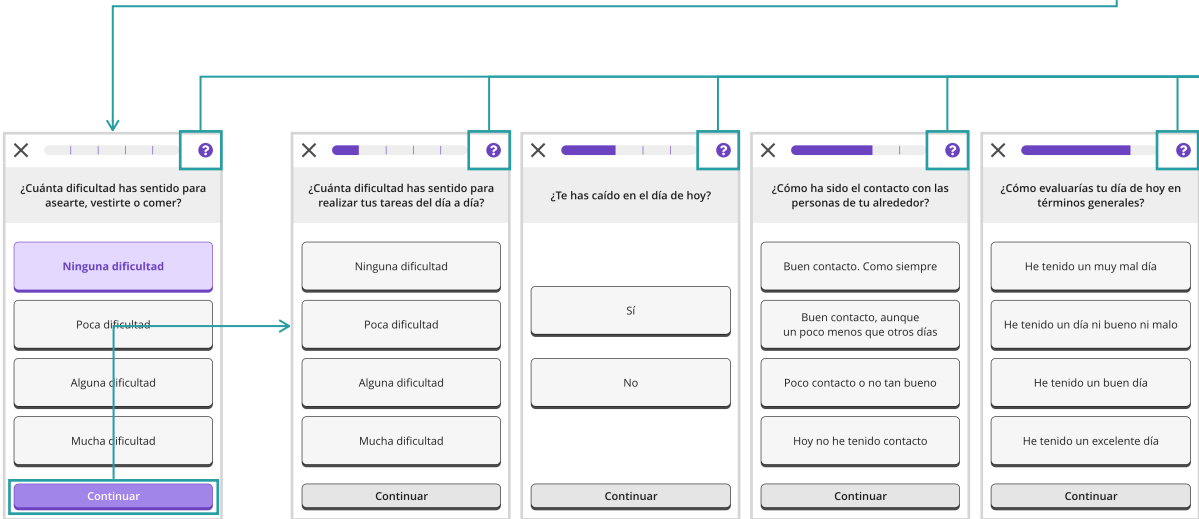 ¿Cuánta dificultad has sentido para
asearte, vestirte o comer?
Ninguna dificultad
Poca dificultad
Alguna dificultad
Mucha dificultad
Continuar
¿Cuánta dificultad has sentido para
realizar tus tareas del día a día?
Ninguna dificultad
Poca dificultad
Alguna dificultad
Mucha dificultad
Continuar
¿Te has caído en el día de hoy?
Sí
No
Continuar
¿Cómo ha sido el contacto con las
personas de tu alrededor?
Buen contacto. Como siempre
Buen contacto, aunque
un poco menos que otros días
Poco contacto o no tan bueno
Hoy no he tenido contacto
Continuar
¿Cómo evaluarías tu día de hoy en
términos generales?
He tenido un muy mal día
He tenido un día ni bueno ni malo
He tenido un buen día
He tenido un excelente día
Continuar